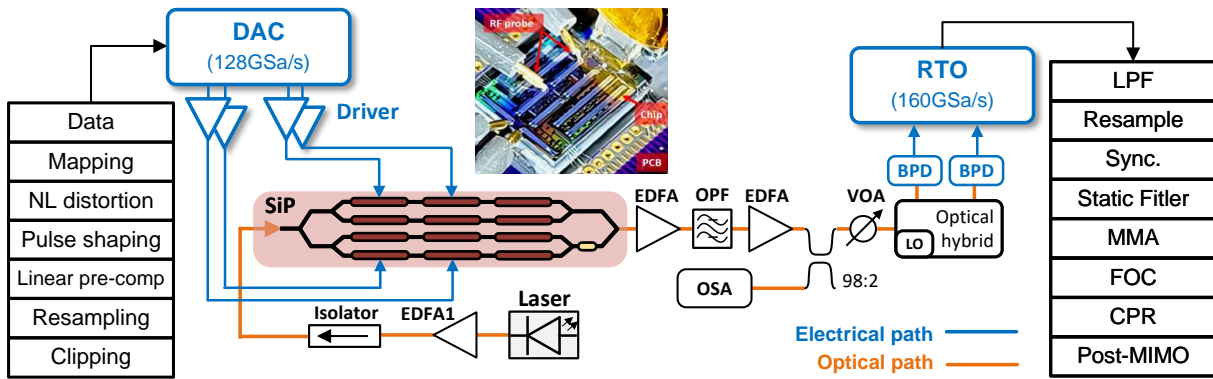 DAC
(128GSa/s)
Driver
Data
Mapping
NL distortion
Pulse shaping
Linear pre-comp
Resampling
Clipping
RF probe
Chip
PCB
SiP
Isolator
EDFA1
Laser
EDFA
OPF
EDFA
VOA
OSA
98:2
RTO
(160GSa/s)
BPD
BPD
Optical
hybrid
LO
Electrical path
Optical path
LPF
Resample
Sync.
Static Fitler
MMA
FOC
CPR
Post-MIMO